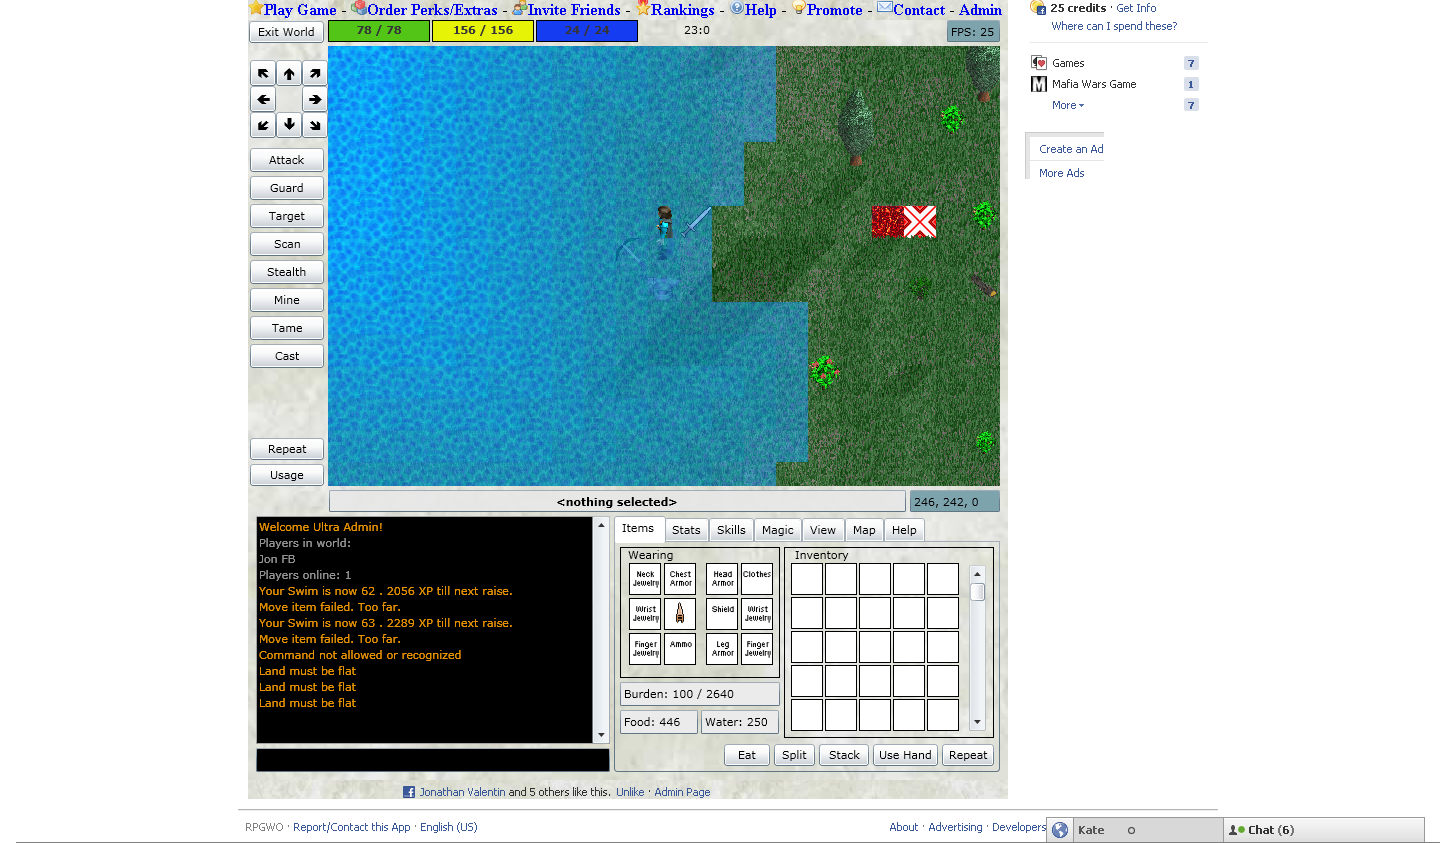 Play Game - Order Perks/Extras - Invite Friends - Rankings - Help - Promote - Contact - Admin
25 credits · Get Info
Where can I spend these?
Exit World
78 / 78
156 / 156
24 / 24
23:0
FPS: 25
Games 7
Mafia Wars Game 1
More 7
Create an Ad
More Ads
Attack
Guard
Target
Scan
Stealth
Mine
Tame
Cast
Repeat
Usage
<nothing selected>
246, 242, 0
Welcome Ultra Admin!
Players in world:
Jon FB
Players online: 1
Your Swim is now 62 . 2056 XP till next raise.
Move item failed. Too far.
Your Swim is now 63 . 2289 XP till next raise.
Move item failed. Too far.
Command not allowed or recognized
Land must be flat
Land must be flat
Land must be flat
Items Stats Skills Magic View Map Help
Wearing
Neck Jewelry
Chest Armor
Head Armor
Clothes
Wrist Jewelry
Shield
Wrist Jewelry
Finger Jewelry
Ammo
Leg Armor
Finger Jewelry
Burden: 100 / 2640
Food: 446
Water: 250
Inventory
Eat Split Stack Use Hand Repeat
Jonathan Valentin and 5 others like this. Unlike · Admin Page
RPGWO · Report/Contact this App · English (US)
About · Advertising · Developers
Kate
Chat (6)